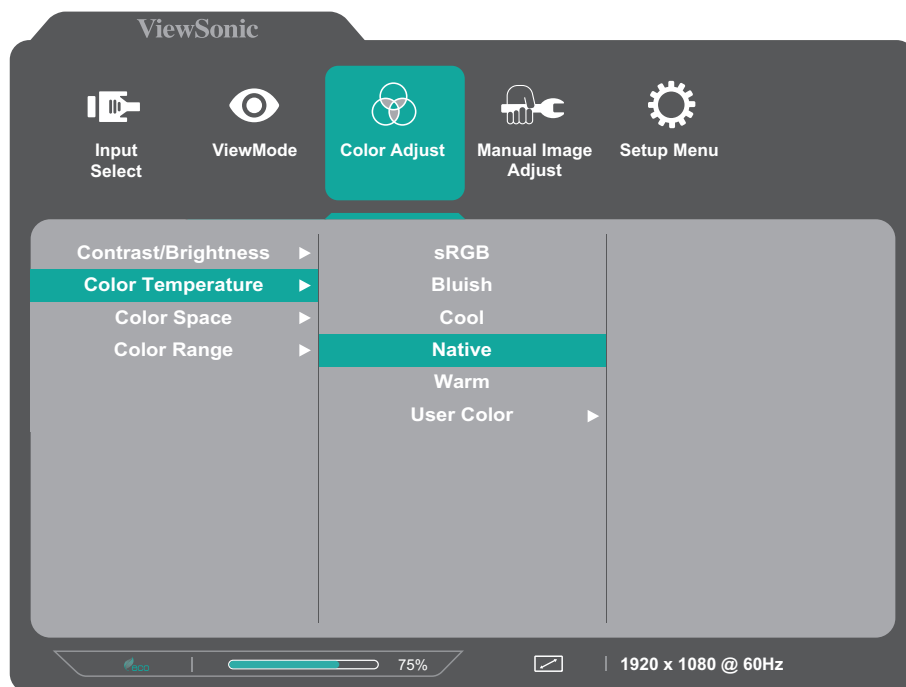 ViewSonic
Input
Select
ViewMode
Color Adjust
Manual Image
Adjust
Setup Menu
Contrast/Brightness
Color Temperature
Color Space
Color Range
sRGB
Bluish
Cool
Native
Warm
User Color
eco
75%
1920 x 1080 @ 60Hz